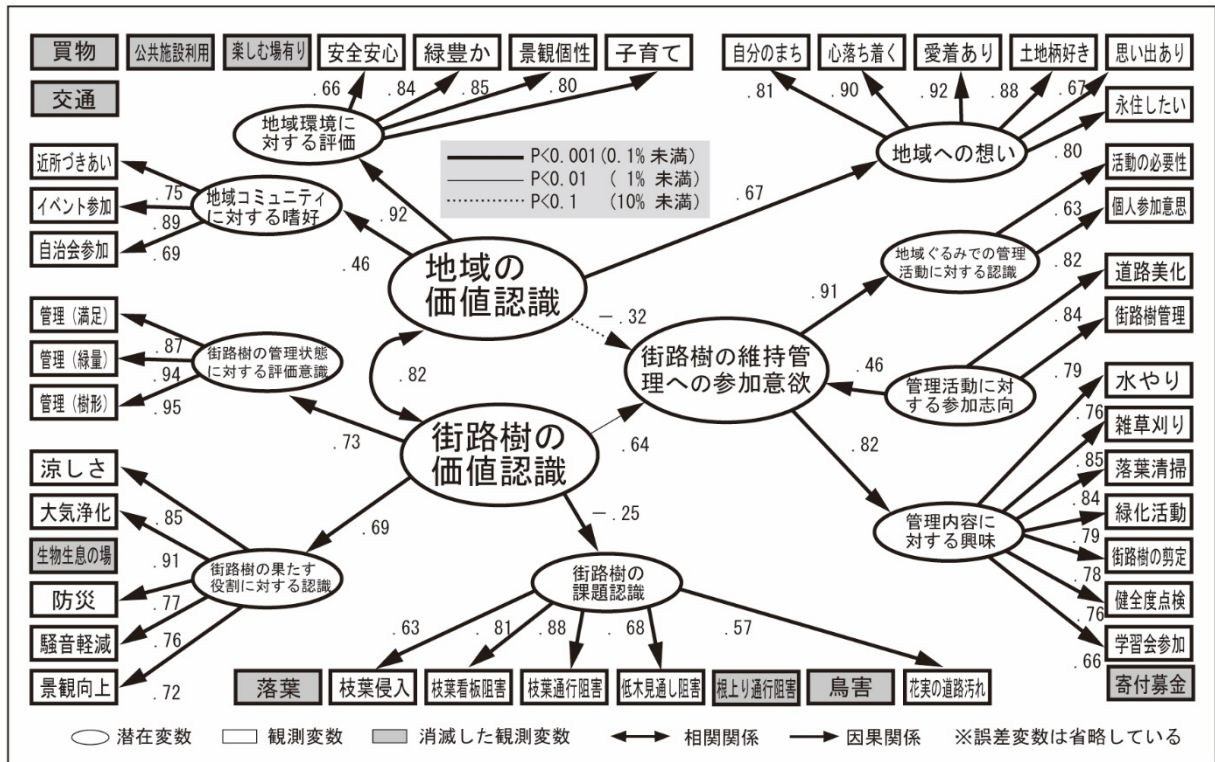 買物
公共施設利用
楽しむ場有り
安全安心
緑豊か
景観個性
子育て
自分のまち
心落ち着く
愛着あり
土地柄好き
思い出あり
交通
永住したい
.66
.84
.85
.80
.81
.90
.92
.88
.67
.80
地域環境に
対する評価
地域への想い
P<0.001(0.1% 未満)
P<0.01 ( 1% 未満)
P<0.1 (10% 未満)
近所づきあい
イベント参加
自治会参加
.75
.89
.69
地域コミュニティ
に対する嗜好
.92
.46
.67
活動の必要性
個人参加意思
.63
.82
地域ぐるみでの管理
活動に対する認識
地域の
価値認識
道路美化
街路樹管理
.84
.91
-.32
管理(満足)
管理(緑量)
管理(樹形)
.87
.94
.95
街路樹の管理状態
に対する評価意識
.82
街路樹の維持管
理への参加意欲
.46
管理活動に対
する参加志向
.79
.73
街路樹の
価値認識
.64
.82
水やり
雑草刈り
落葉清掃
緑化活動
街路樹の剪定
健全度点検
学習会参加
寄付募金
.76
.85
.84
.79
.78
.76
.66
管理内容に
対する興味
涼しさ
大気浄化
生物生息の場
防災
騒音軽減
景観向上
.85
.91
.77
.76
.72
街路樹の果たす
役割に対する認識
.69
-.25
街路樹の
課題認識
.63
.81
.88
.68
.57
落葉
枝葉侵入
枝葉看板阻害
枝葉通行阻害
低木見通し阻害
根上り通行阻害
鳥害
花実の道路汚れ
潜在変数
観測変数
消滅した観測変数
相関関係
因果関係
※誤差変数は省略している